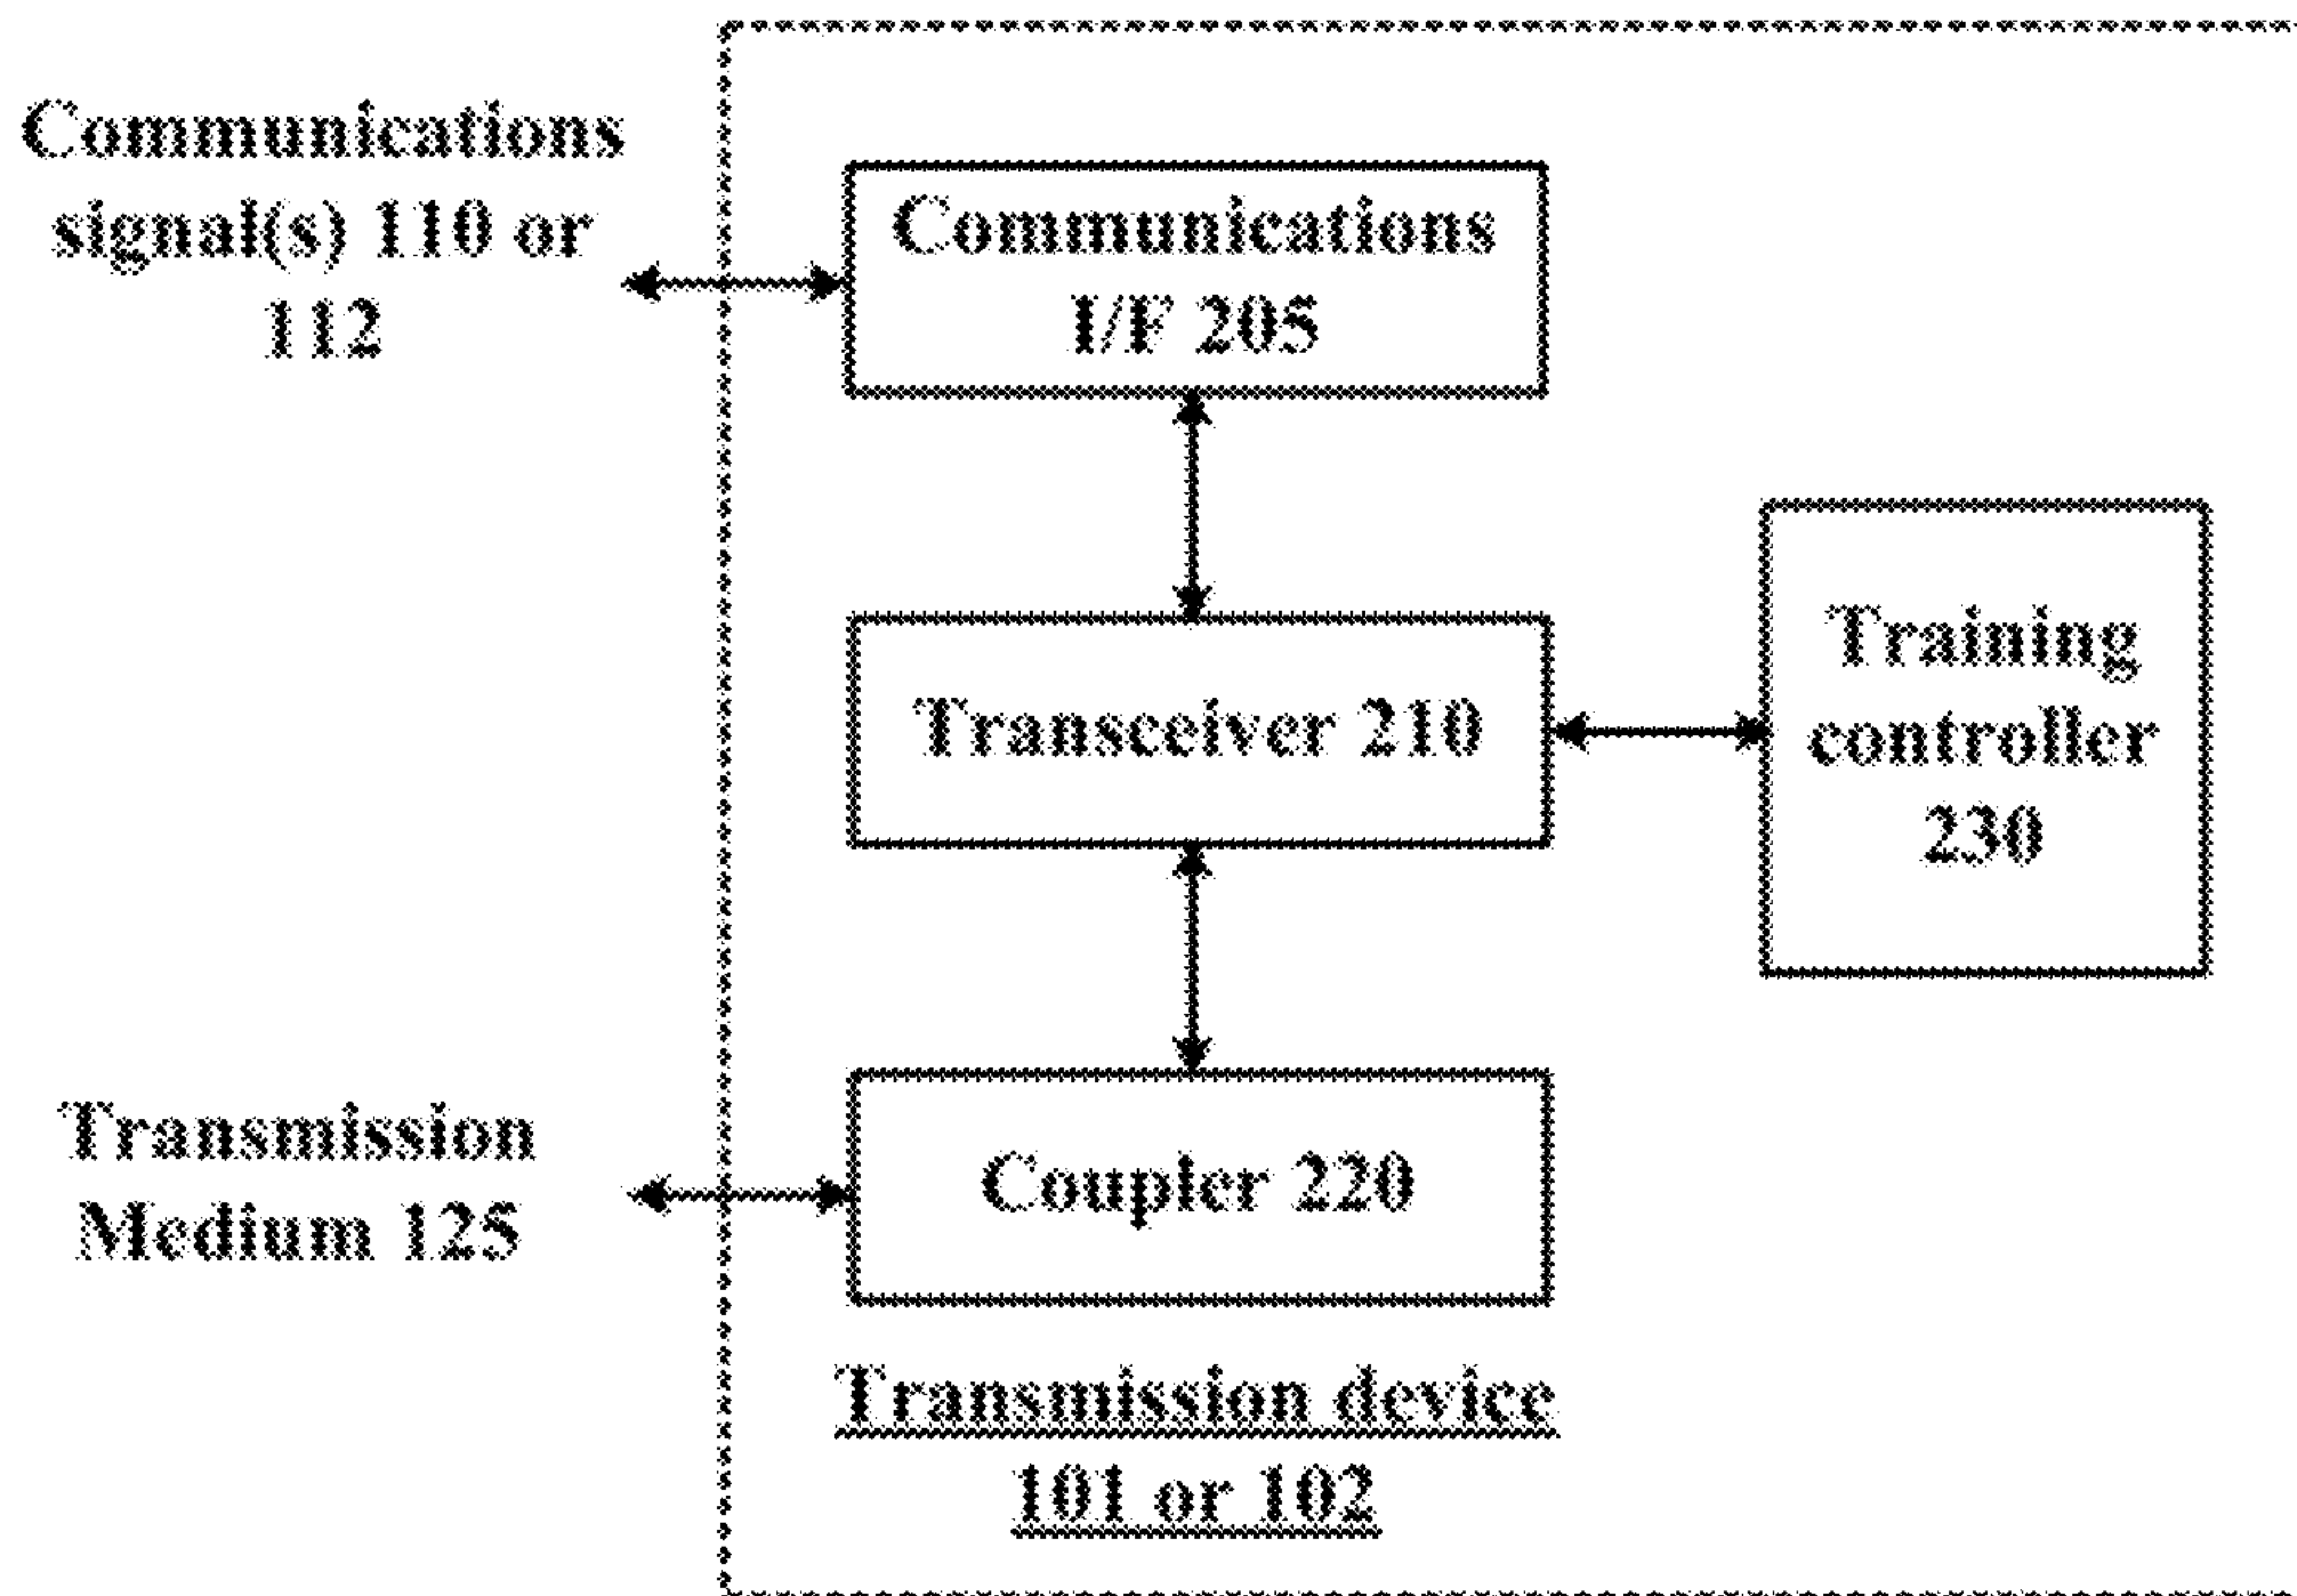 Communications
signal(s) 110 or
112
Communications
I/F 205
Transceiver 210
Training
controller
230
Transmission
Medium 125
Coupler 220
Transmission device
101 or 102